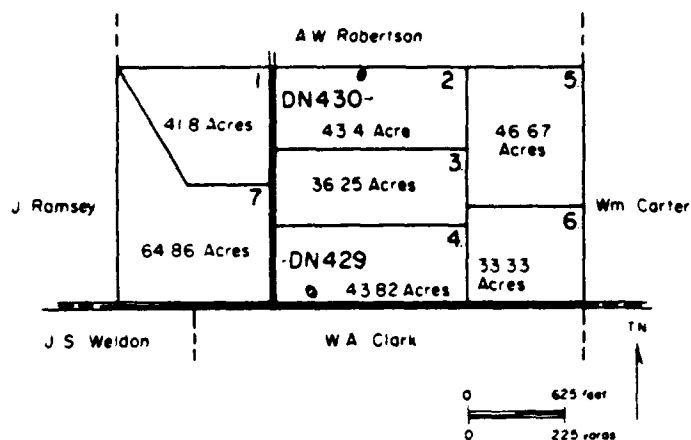 A W Robertson
1
2
5
DN430-
41.8 Acres
43.4 Acre
46.67
Acres
3
36.25 Acres
7
J Ramsey
Wm Carter
4
6
64.86 Acres
-DN429
33.33
Acres
43.82 Acres
J S Weldon
W A Clark
TN
0
625 feet
0
225 varas